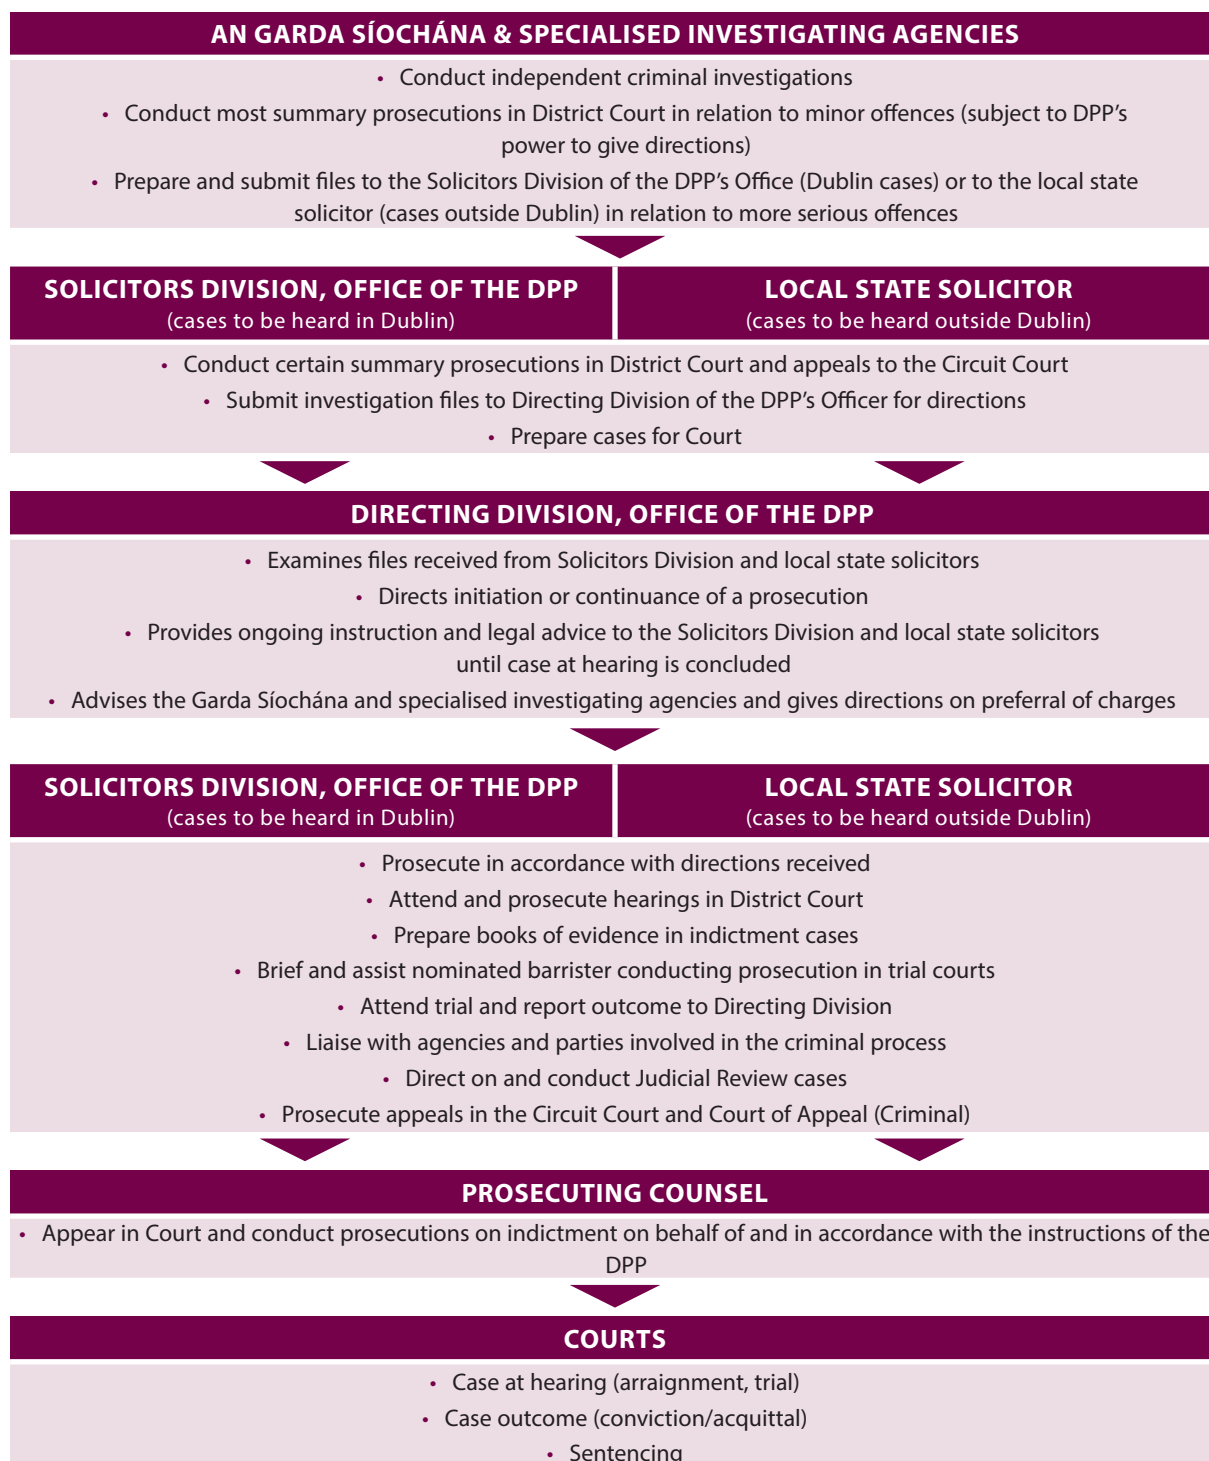 AN GARDA SÍOCHÁNA & SPECIALISED INVESTIGATING AGENCIES
• Conduct independent criminal investigations
• Conduct most summary prosecutions in District Court in relation to minor offences (subject to DPP’s
power to give directions)
• Prepare and submit files to the Solicitors Division of the DPP’s Office (Dublin cases) or to the local state
solicitor (cases outside Dublin) in relation to more serious offences
SOLICITORS DIVISION, OFFICE OF THE DPP
(cases to be heard in Dublin)
LOCAL STATE SOLICITOR
(cases to be heard outside Dublin)
• Conduct certain summary prosecutions in District Court and appeals to the Circuit Court
• Submit investigation files to Directing Division of the DPP’s Officer for directions
• Prepare cases for Court
DIRECTING DIVISION, OFFICE OF THE DPP
• Examines files received from Solicitors Division and local state solicitors
• Directs initiation or continuance of a prosecution
• Provides ongoing instruction and legal advice to the Solicitors Division and local state solicitors
until case at hearing is concluded
• Advises the Garda Síochána and specialised investigating agencies and gives directions on preferral of charges
SOLICITORS DIVISION, OFFICE OF THE DPP
(cases to be heard in Dublin)
LOCAL STATE SOLICITOR
(cases to be heard outside Dublin)
• Prosecute in accordance with directions received
• Attend and prosecute hearings in District Court
• Prepare books of evidence in indictment cases
• Brief and assist nominated barrister conducting prosecution in trial courts
• Attend trial and report outcome to Directing Division
• Liaise with agencies and parties involved in the criminal process
• Direct on and conduct Judicial Review cases
• Prosecute appeals in the Circuit Court and Court of Appeal (Criminal)
PROSECUTING COUNSEL
• Appear in Court and conduct prosecutions on indictment on behalf of and in accordance with the instructions of the
DPP
COURTS
• Case at hearing (arraignment, trial)
• Case outcome (conviction/acquittal)
• Sentencing